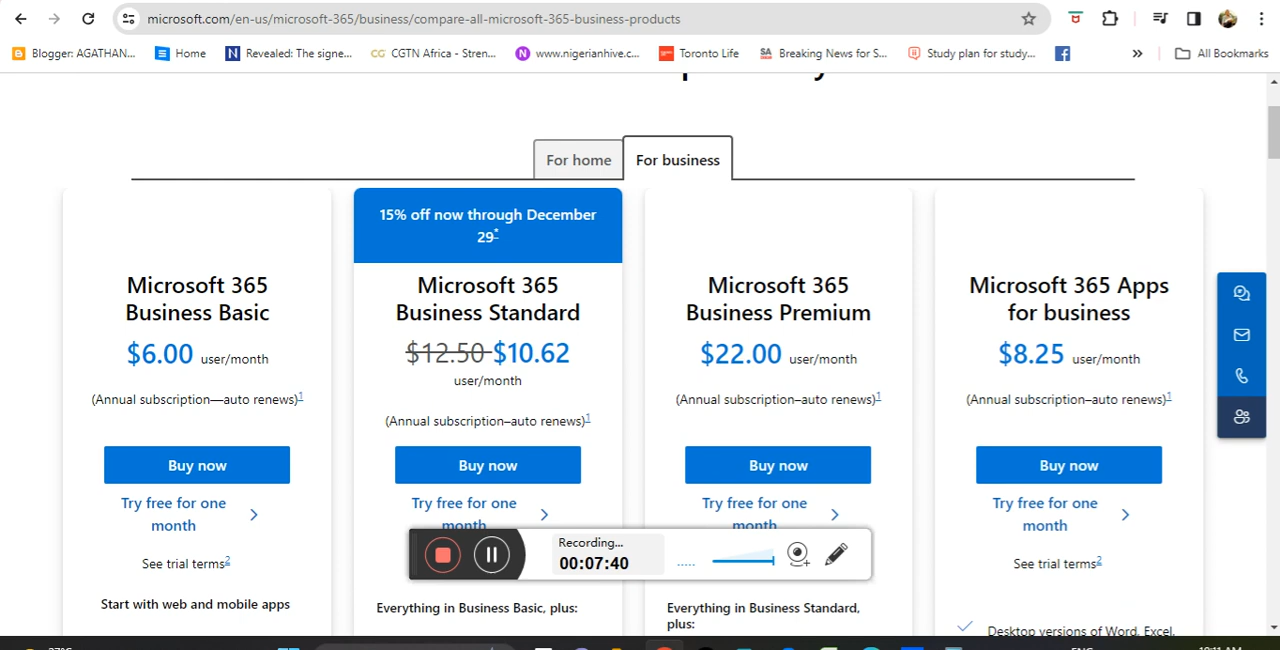 microsoft.com/en-us/microsoft-365/business/compare-all-microsoft-365-business-products
Blogger: AGATHAN...
Home
Revealed: The signe...
CGTN Africa - Stren...
www.nigerianhive.c...
Toronto Life
Breaking News for S...
Study plan for study...
»
All Bookmarks
For home
For business
Microsoft 365
Business Basic
$6.00 user/month
(Annual subscription—auto renews)1
Buy now
Try free for one
month
See trial terms2
Start with web and mobile apps
15% off now through December
29*
Microsoft 365
Business Standard
$12.50 $10.62
user/month
(Annual subscription–auto renews)1
Buy now
Try free for one
month
Everything in Business Basic, plus:
Microsoft 365
Business Premium
$22.00 user/month
(Annual subscription–auto renews)1
Buy now
Try free for one
month
Everything in Business Standard,
plus:
Microsoft 365 Apps
for business
$8.25 user/month
(Annual subscription–auto renews)1
Buy now
Try free for one
month
See trial terms2
Desktop versions of Word, Excel,
Recording...
00:07:40
27°C
ENG
10:11 AM